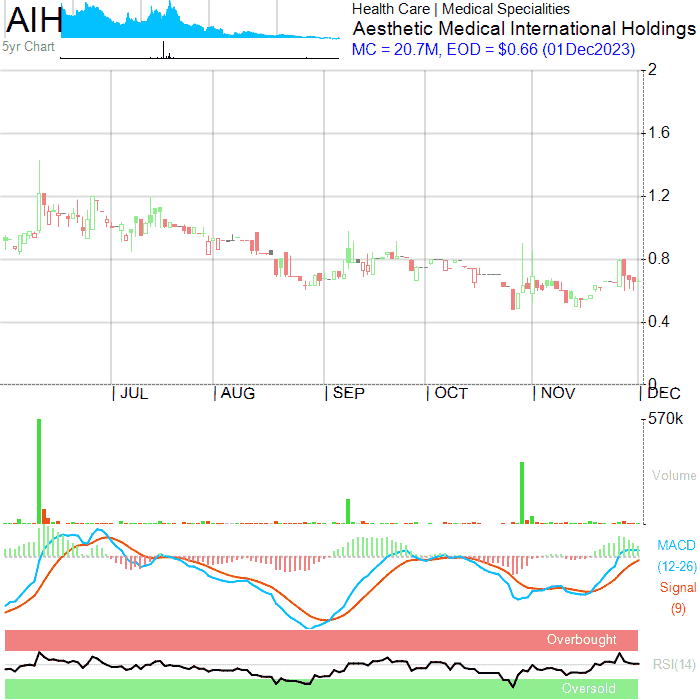 AIH
5yr Chart
Health Care | Medical Specialities
Aesthetic Medical International Holdings
MC = 20.7M, EOD = $0.66 (01Dec2023)
2
1.6
1.2
0.8
0.4
0
JUL AUG SEP OCT NOV DEC
570k
Volume
MACD
(12-26)
Signal
(9)
Overbought
RSI(14)
Oversold